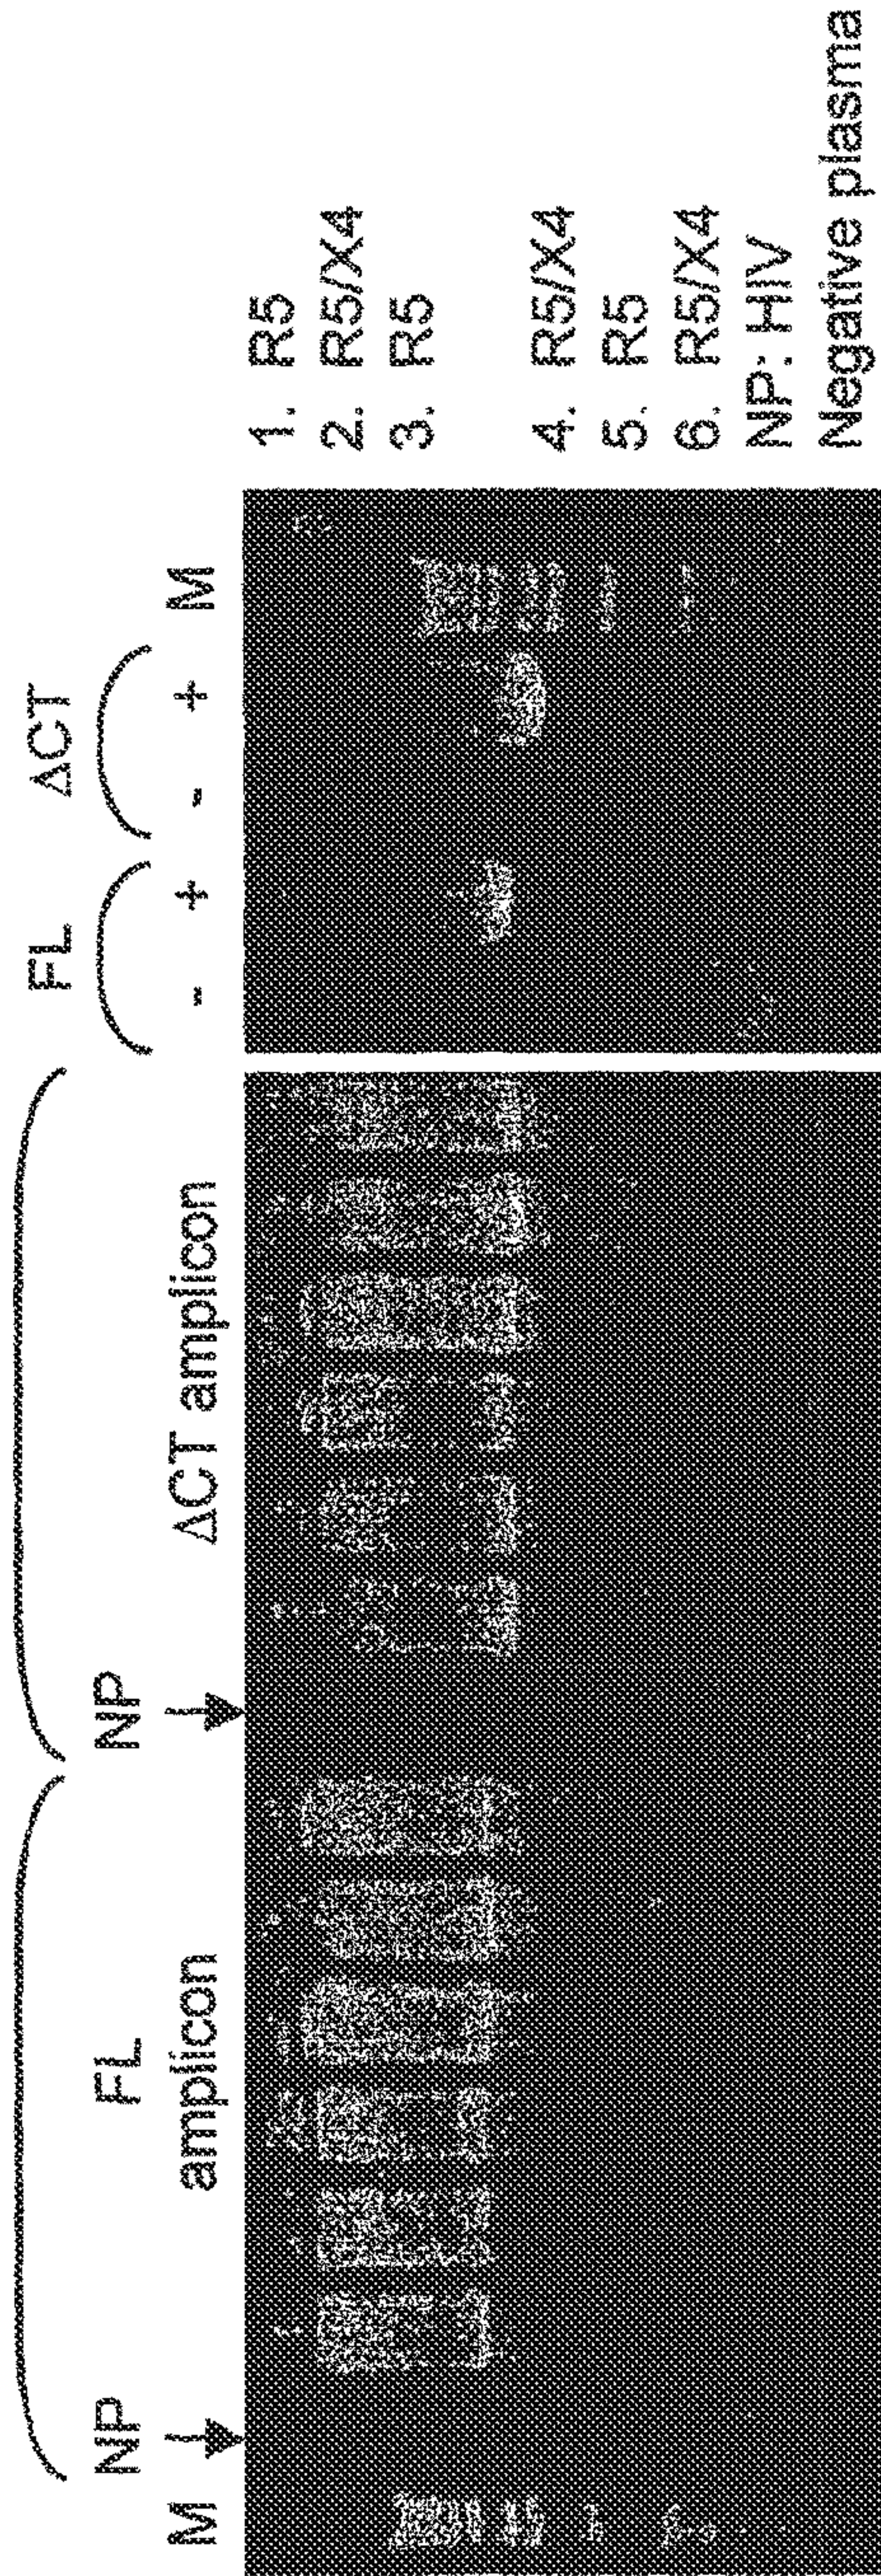 FL ΔCT
NP FL NP
M amplicon ΔCT amplicon - + - + M
1. R5
2. R5/X4
3. R5
4. R5/X4
5. R5
6. R5/X4
NP: HIV
Negative plasma